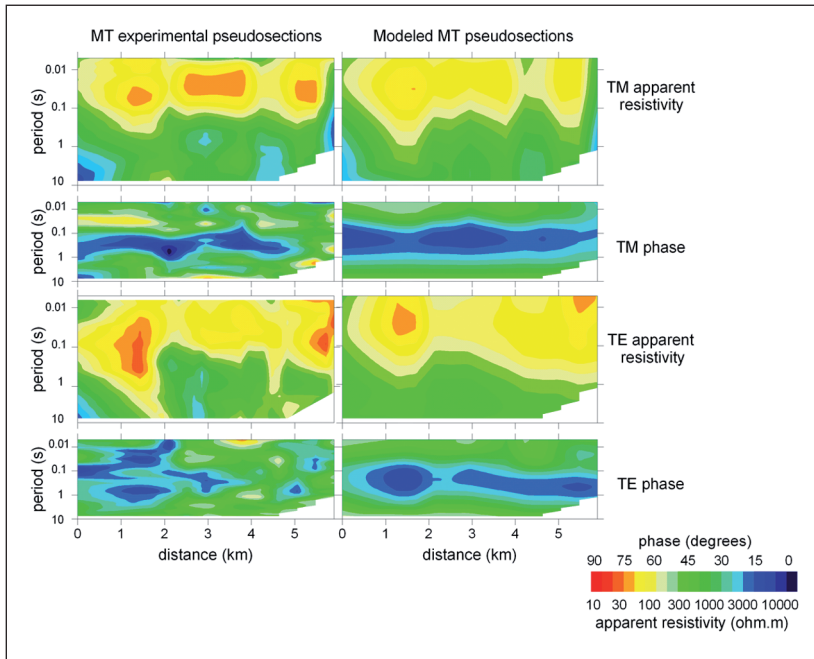 MT experimental pseudosections
Modeled MT pseudosections
period (s)
0.01
0.1
1
10
TM apparent
resistivity
period (s)
0.01
0.1
1
10
TM phase
period (s)
0.01
0.1
1
10
TE apparent
resistivity
period (s)
0.01
0.1
1
10
TE phase
0 1 2 3 4 5
0 1 2 3 4 5
distance (km)
distance (km)
phase (degrees)
90 75 60 45 30 15 0
10 30 100 300 1000 3000 10000
apparent resistivity (ohm.m)